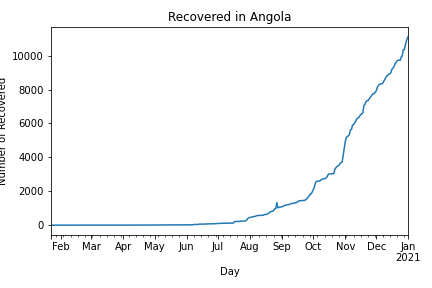 Recovered in Angola
Number of Recovered
10000
8000
6000
4000
2000
0
Feb Mar Apr May Jun Jul Aug Sep Oct Nov Dec Jan
2021
Day